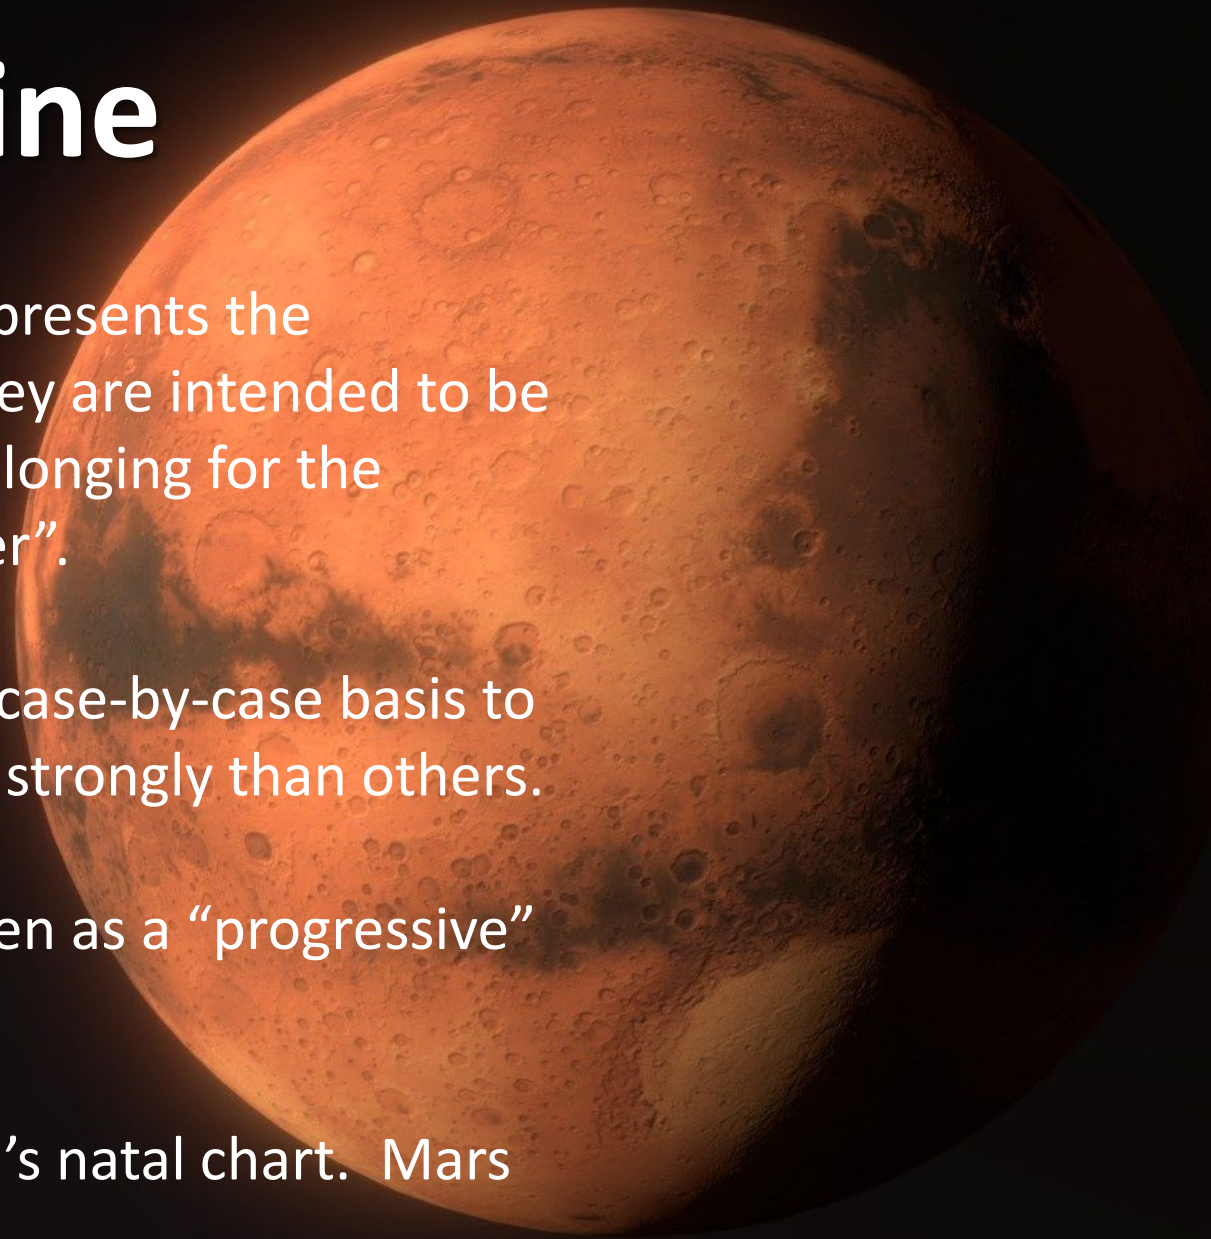 ine
presents the
ey are intended to be
longing for the
er”.
case-by-case basis to
strongly than others.
en as a “progressive”
’s natal chart.  Mars